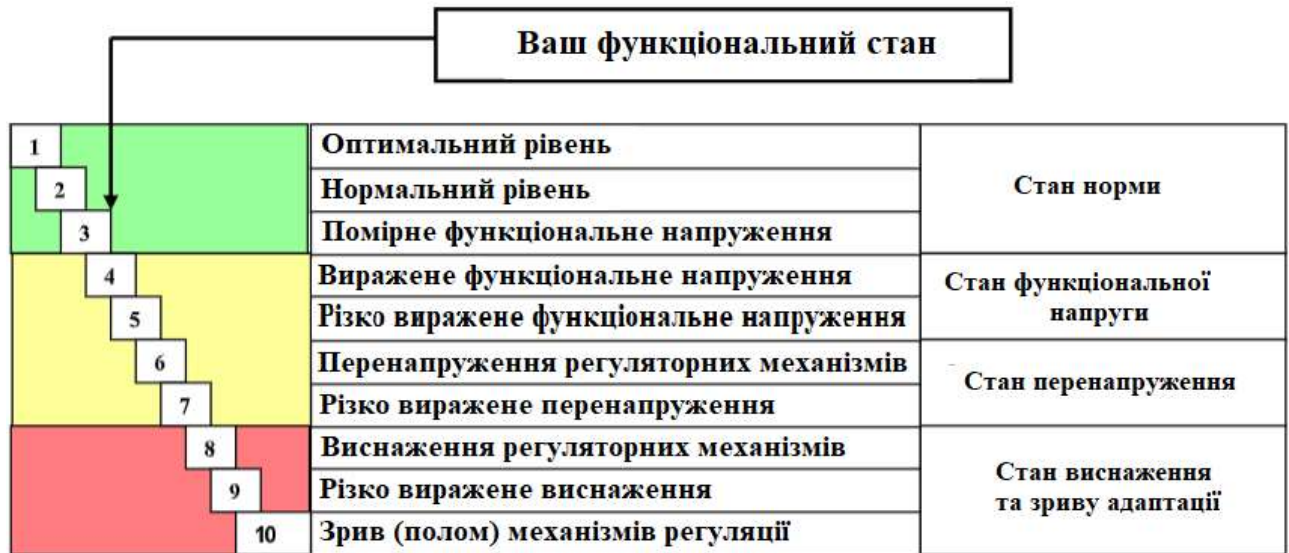 Ваш функціональний стан
1 Оптимальний рівень
2 Нормальний рівень
3 Помірне функціональне напруження
Стан норми
4 Виражене функціональне напруження
5 Різко виражене функціональне напруження
Стан функціональної
напруги
6 Перенапруження регуляторних механізмів
7 Різко виражене перенапруження
Стан перенапруження
8 Виснаження регуляторних механізмів
9 Різко виражене виснаження
10 Зрив (полом) механізмів регуляції
Стан виснаження
та зриву адаптації